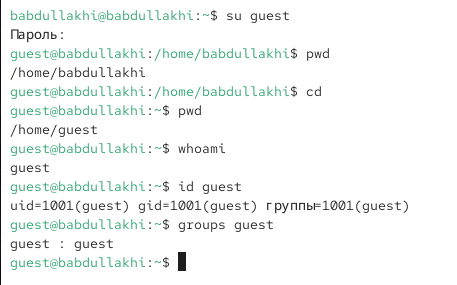 babdullakhi@babdullakhi:~$ su guest
Пароль:
guest@babdullakhi:/home/babdullakhi$ pwd
/home/babdullakhi
guest@babdullakhi:/home/babdullakhi$ cd
guest@babdullakhi:~$ pwd
/home/guest
guest@babdullakhi:~$ whoami
guest
guest@babdullakhi:~$ id guest
uid=1001(guest) gid=1001(guest) группы=1001(guest)
guest@babdullakhi:~$ groups guest
guest : guest
guest@babdullakhi:~$